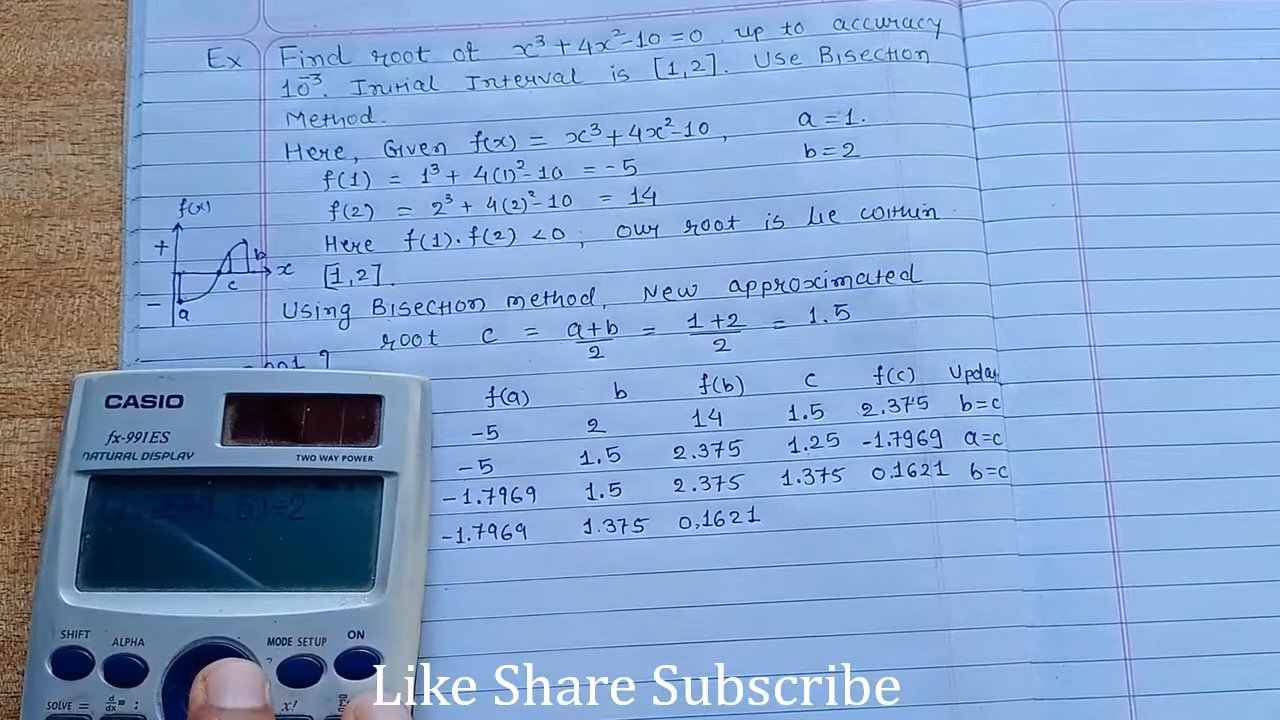 Ex Find root of x³+4x²-10=0 up to accuracy
10⁻³. Initial Interval is [1,2]. Use Bisection
Method.
Here, Given f(x) = x³+4x²-10, a=1.
b=2
f(1) = 1³+4(1)²-10 = -5
f(2) = 2³+4(2)²-10 = 14
Here f(1).f(2)<0, our root is lie within
[1,2].
f(x)
+
b
x
c
-
a
Using Bisection method, New approximated
root c = a+b/2 = 1+2/2 = 1.5
f(a) b f(b) c f(c) Updat
-5 2 14 1.5 2.375 b=c
-5 1.5 2.375 1.25 -1.7969 a=c
-1.7969 1.5 2.375 1.375 0.1621 b=c
-1.7969 1.375 0.1621
CASIO
fx-991ES
NATURAL DISPLAY TWO WAY POWER
SHIFT ALPHA MODE SETUP ON
SOLVE = x!
Like Share Subscribe